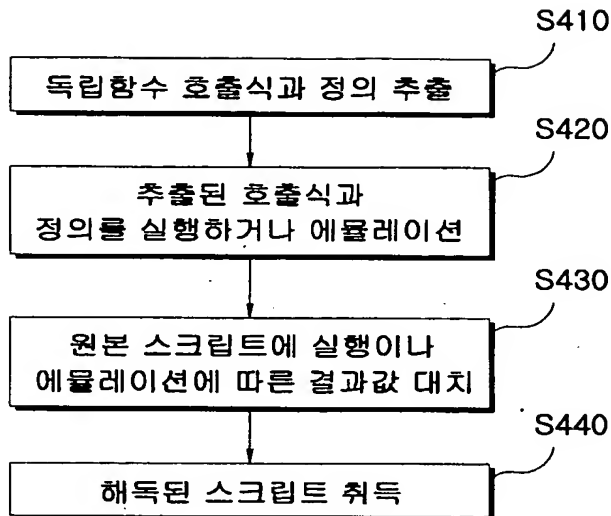 S410
독립함수 호출식과 정의 추출
S420
추출된 호출식과
정의를 실행하거나 에뮬레이션
S430
원본 스크립트에 실행이나
에뮬레이션에 따른 결과값 대치
S440
해독된 스크립트 취득